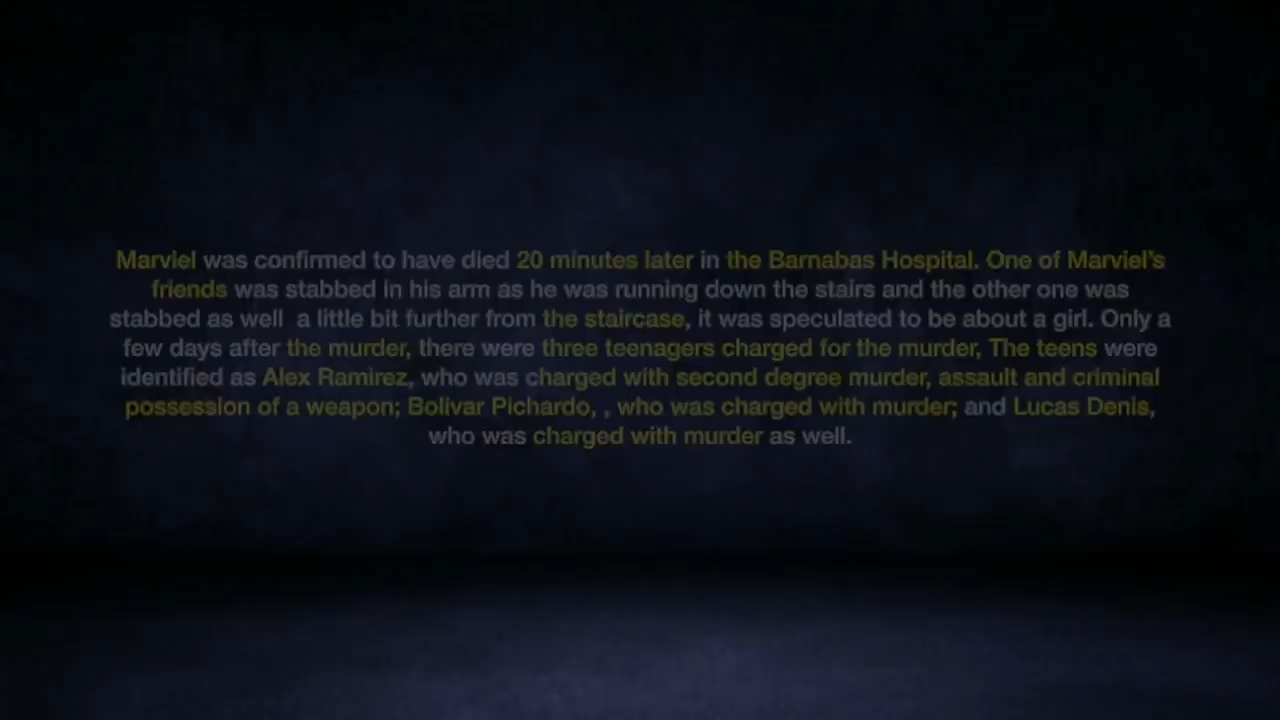 Marviel was confirmed to have died 20 minutes later in the Barnabas Hospital. One of Marviel's
friends was stabbed in his arm as he was running down the stairs and the other one was
stabbed as well  a little bit further from the staircase, it was speculated to be about a girl. Only a
few days after the murder, there were three teenagers charged for the murder, The teens were
identified as Alex Ramirez, who was charged with second degree murder, assault and criminal
possession of a weapon; Bolivar Pichardo, , who was charged with murder; and Lucas Denis,
who was charged with murder as well.